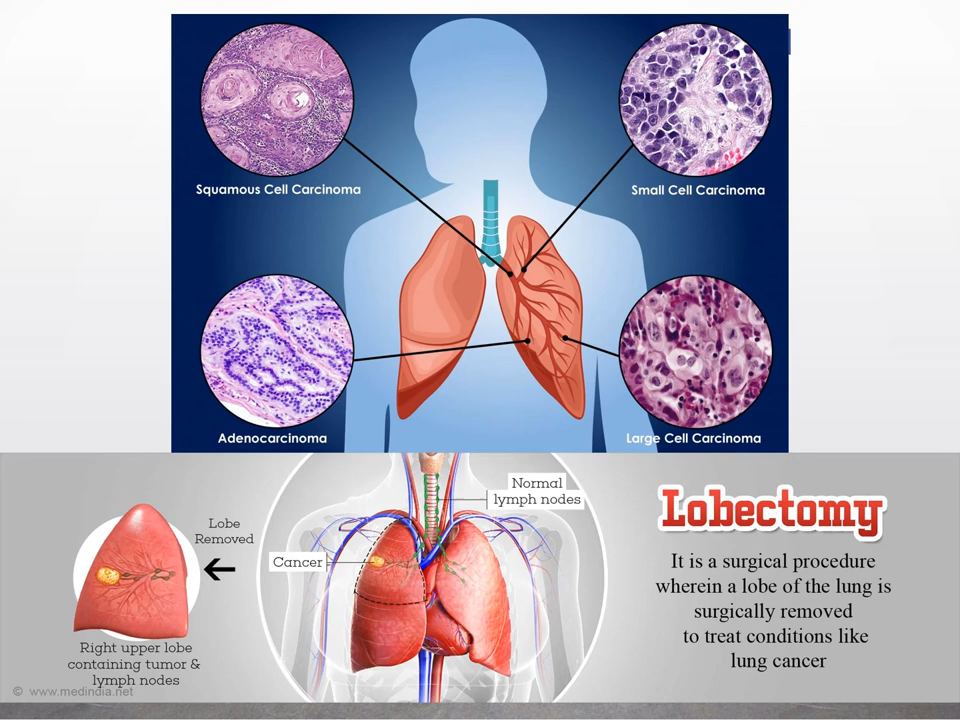 Squamous Cell Carcinoma
Small Cell Carcinoma
Adenocarcinoma
Large Cell Carcinoma
Normal
lymph nodes
Lobe
Removed
Cancer
Right upper lobe
containing tumor &
lymph nodes
© www.medindia.net
Lobectomy
It is a surgical procedure
wherein a lobe of the lung is
surgically removed
to treat conditions like
lung cancer